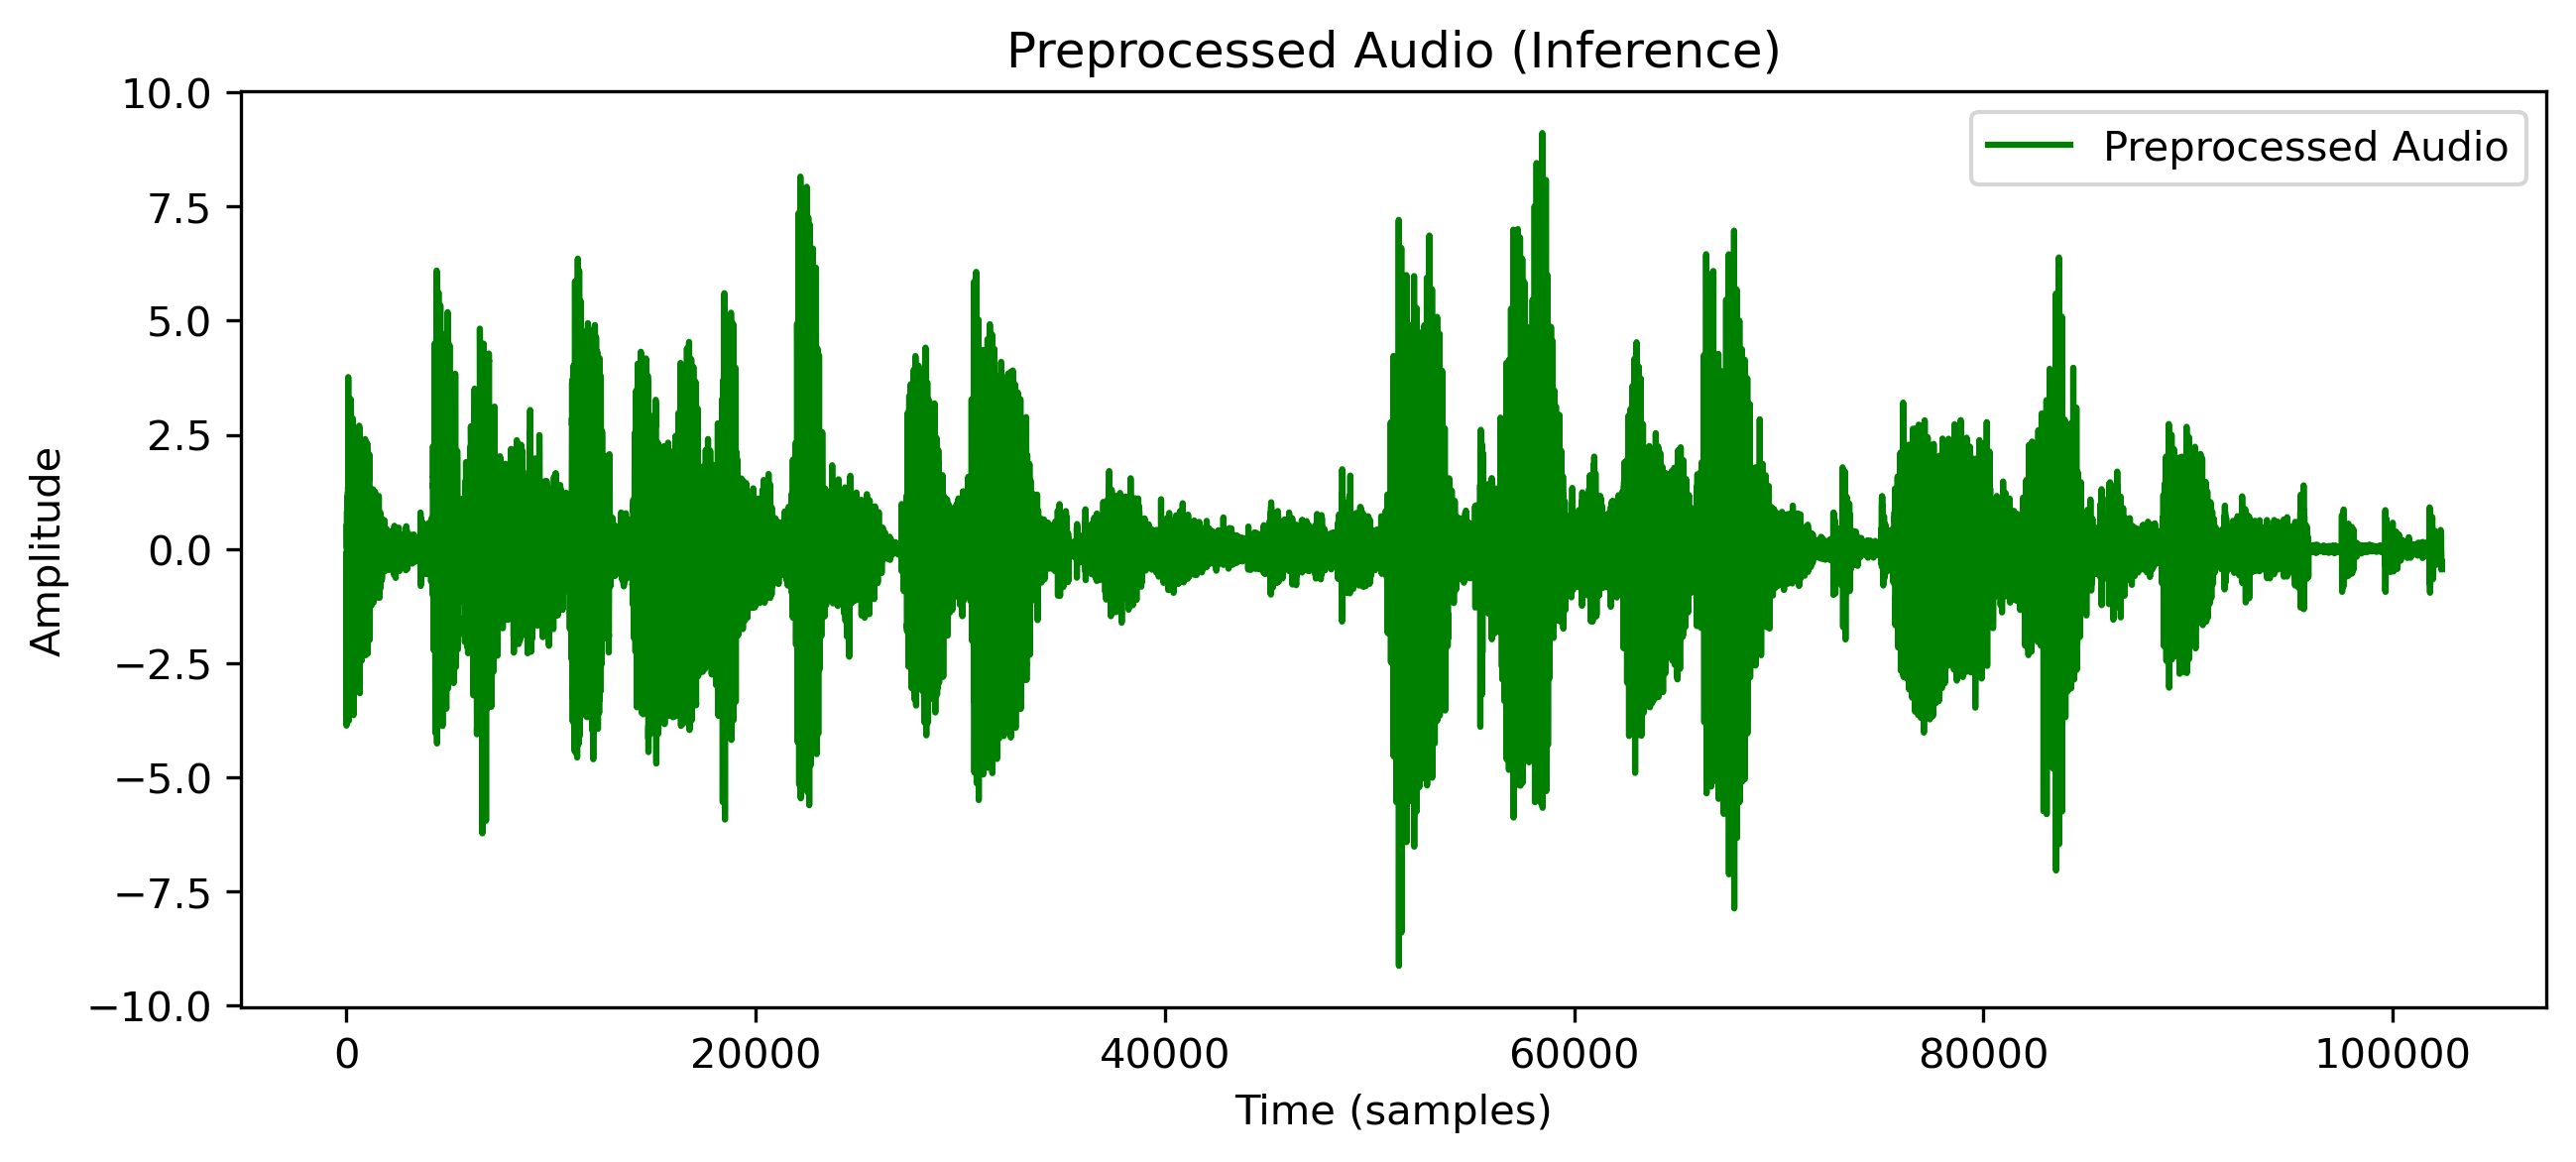 Preprocessed Audio (Inference)
Preprocessed Audio
Amplitude
10.0
7.5
5.0
2.5
0.0
−2.5
−5.0
−7.5
−10.0
0 20000 40000 60000 80000 100000
Time (samples)